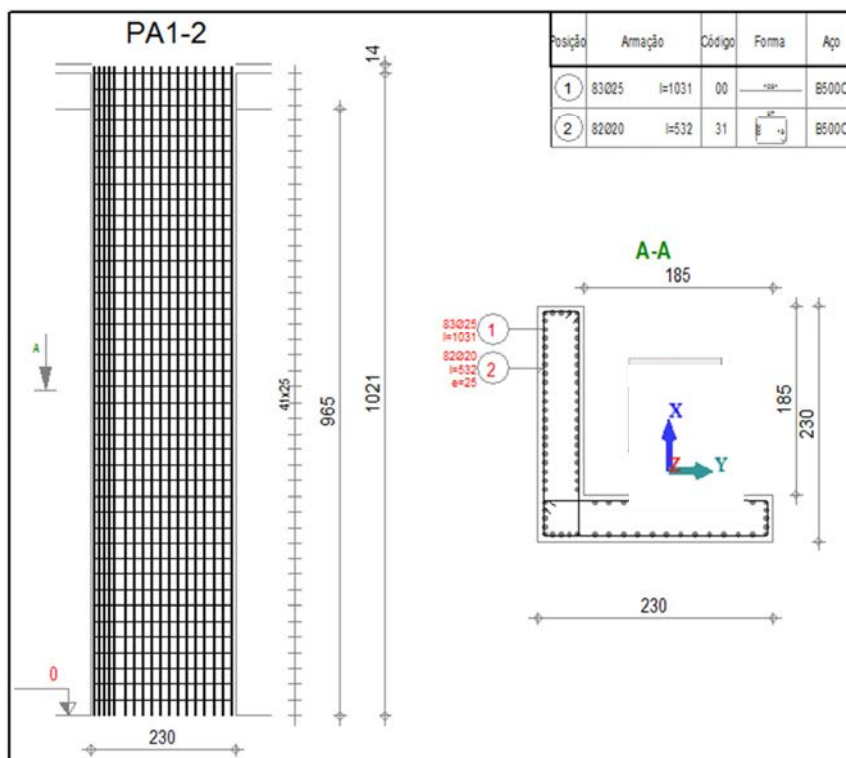 PA1-2
Posição Armação Código Forma Aço
1 83Ø25 l=1031 00 B500C
2 82Ø20 l=532 31 B500C
14
A
41x25
965
1021
0
230
A-A
185
83Ø25
l=1031
1
82Ø20
l=532
e=25
2
X
Z
Y
185
230
230